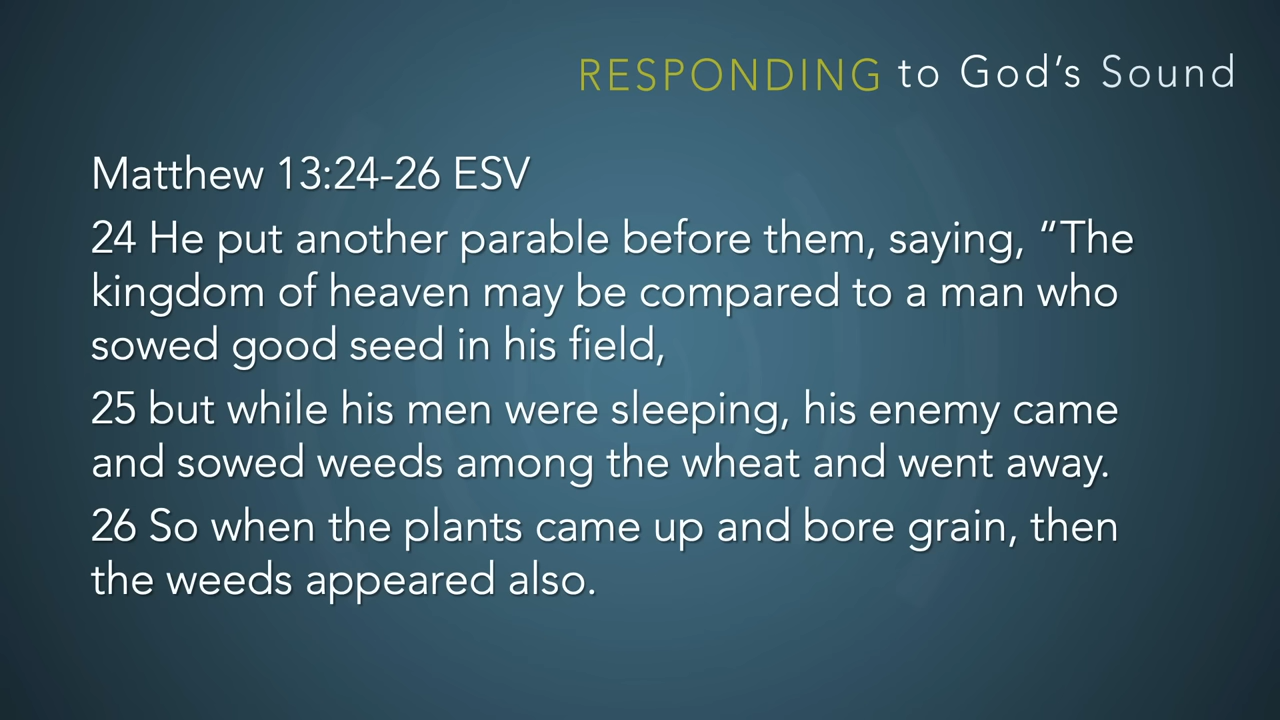 RESPONDING to God’s Sound
Matthew 13:24-26 ESV
24 He put another parable before them, saying, “The
kingdom of heaven may be compared to a man who
sowed good seed in his field,
25 but while his men were sleeping, his enemy came
and sowed weeds among the wheat and went away.
26 So when the plants came up and bore grain, then
the weeds appeared also.